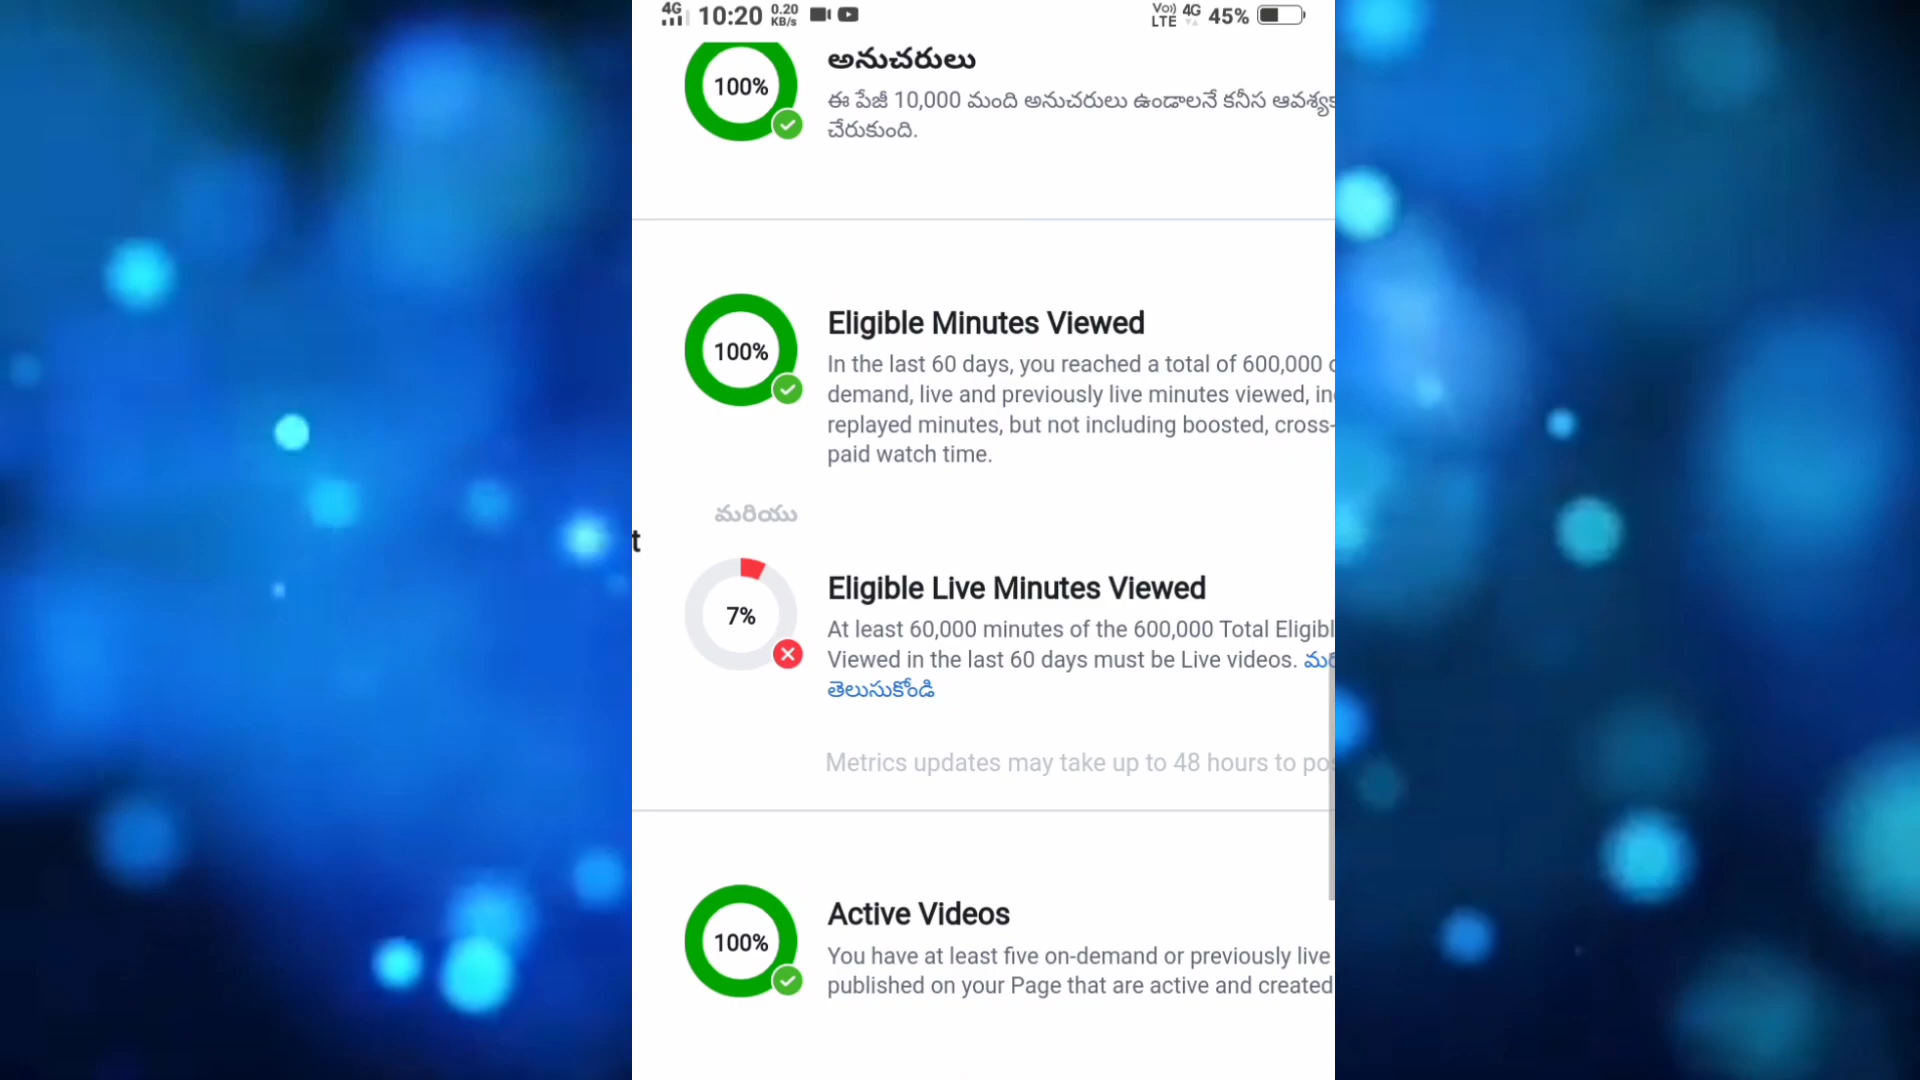 4G 10:20 0.20 KB/s Vo) LTE 4G 45%
అనుచరులు
100%
ఈ పేజీ 10,000 మంది అనుచరులు ఉండాలనే కనీస
చేరుకుంది.
Eligible Minutes Viewed
100%
In the last 60 days, you reached a total of 600,000
demand, live and previously live minutes viewed,
replayed minutes, but not including boosted, cross-
paid watch time.
మరియు
t
Eligible Live Minutes Viewed
7%
At least 60,000 minutes of the 600,000 Total
Viewed in the last 60 days must be Live videos.
తెలుసుకోండి
Metrics updates may take up to 48 hours to
Active Videos
100%
You have at least five on-demand or previously live
published on your Page that are active and created